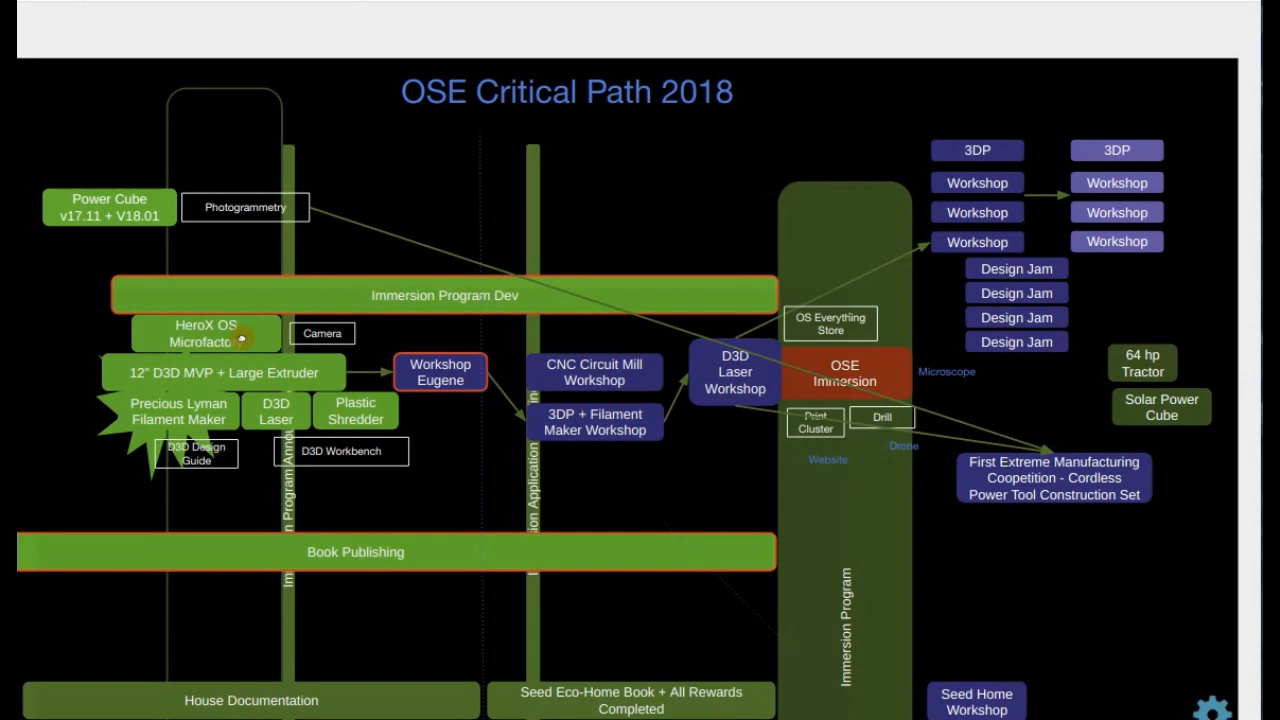 OSE Critical Path 2018
3DP
3DP
Power Cube
v17.11 + V18.01
Photogrammetry
Workshop
Workshop
Workshop
Workshop
Workshop
Workshop
Design Jam
Design Jam
Design Jam
Design Jam
Immersion Program Dev
HeroX OS
Camera
OS Everything
Store
12" D3D MVP + Large Extruder
Workshop
Eugene
CNC Circuit Mill
Workshop
D3D
Laser
Workshop
OSE
Immersion
Microscope
64 hp
Tractor
Precious Lyman
Filament Maker
D3D
Laser
Plastic
Shredder
3DP + Filament
Maker Workshop
Print
Cluster
Drill
Solar Power
Cube
D3D Design
Guide
D3D Workbench
Drone
Website
First Extreme Manufacturing
Coopetition - Cordless
Power Tool Construction Set
Program
Application
Book Publishing
Immersion Program
House Documentation
Seed Eco-Home Book + All Rewards
Completed
Seed Home
Workshop